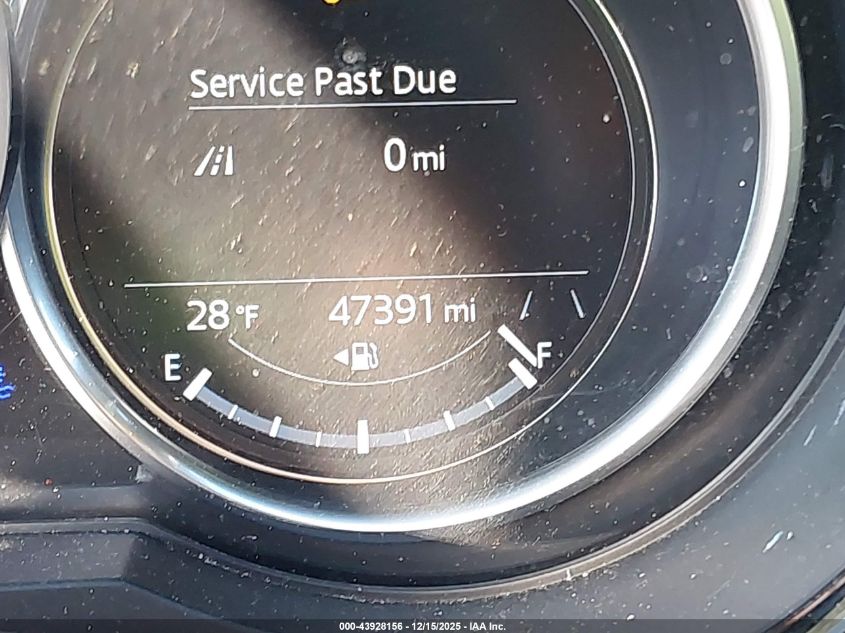 Service Past Due
0 mi
28 °F 47391 mi
E F
000-43928156 - 12/15/2025 - IAA Inc.